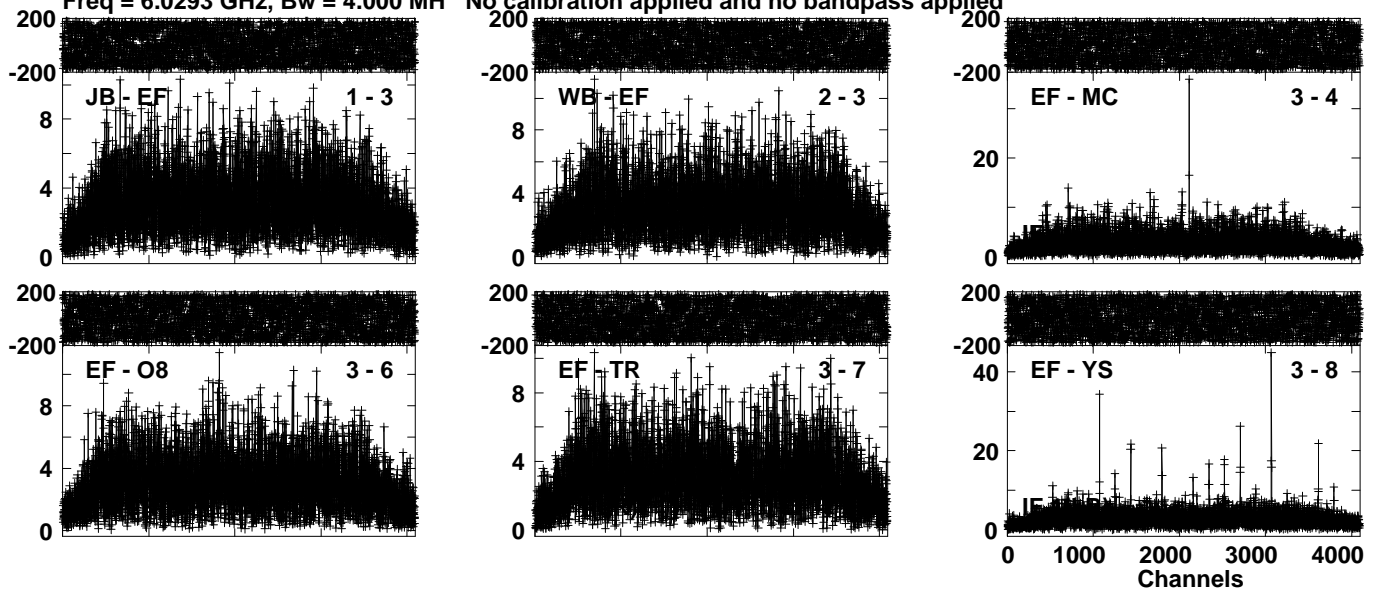 Freq = 6.0293 GHz, Bw = 4.000 MH No calibration applied and no bandpass applied
200 200 200
-200 -200 -200
JB - EF 1 - 3 WB - EF 2 - 3 EF - MC 3 - 4
8 8
20
4 4
IF
0 0 0
200 200 200
-200 -200 -200
EF - O8 3 - 6 EF - TR 3 - 7 EF - YS 3 - 8
40
8 8
20
4 4
IF
0 0 0
0 1000 2000 3000 4000
Channels